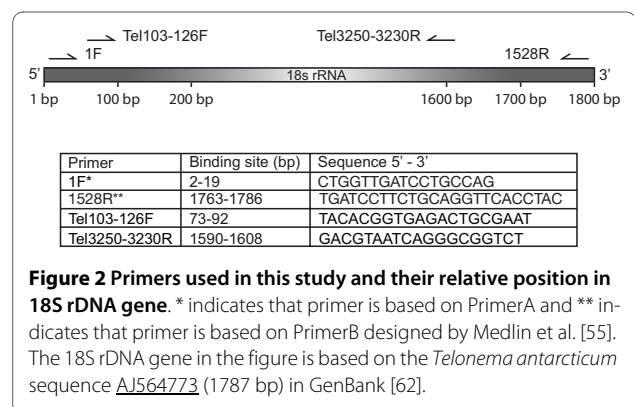 Tel103-126F Tel3250-3230R
1F 1528R
5’ 18s rRNA 3’
1 bp 100 bp 200 bp 1600 bp 1700 bp 1800 bp
Primer Binding site (bp) Sequence 5' - 3'
1F* 2-19 CTGGTTGATCCTGCCAG
1528R** 1763-1786 TGATCCTTCTGCAGGTTCACCTAC
Tel103-126F 73-92 TACACGGTGAGACTGCGAAT
Tel3250-3230R 1590-1608 GACGTAATCAGGGCGGTCT
Figure 2 Primers used in this study and their relative position in
18S rDNA gene. * indicates that primer is based on PrimerA and ** in-
dicates that primer is based on PrimerB designed by Medlin et al. [55].
The 18S rDNA gene in the figure is based on the Telonema antarcticum
sequence AJ564773 (1787 bp) in GenBank [62].